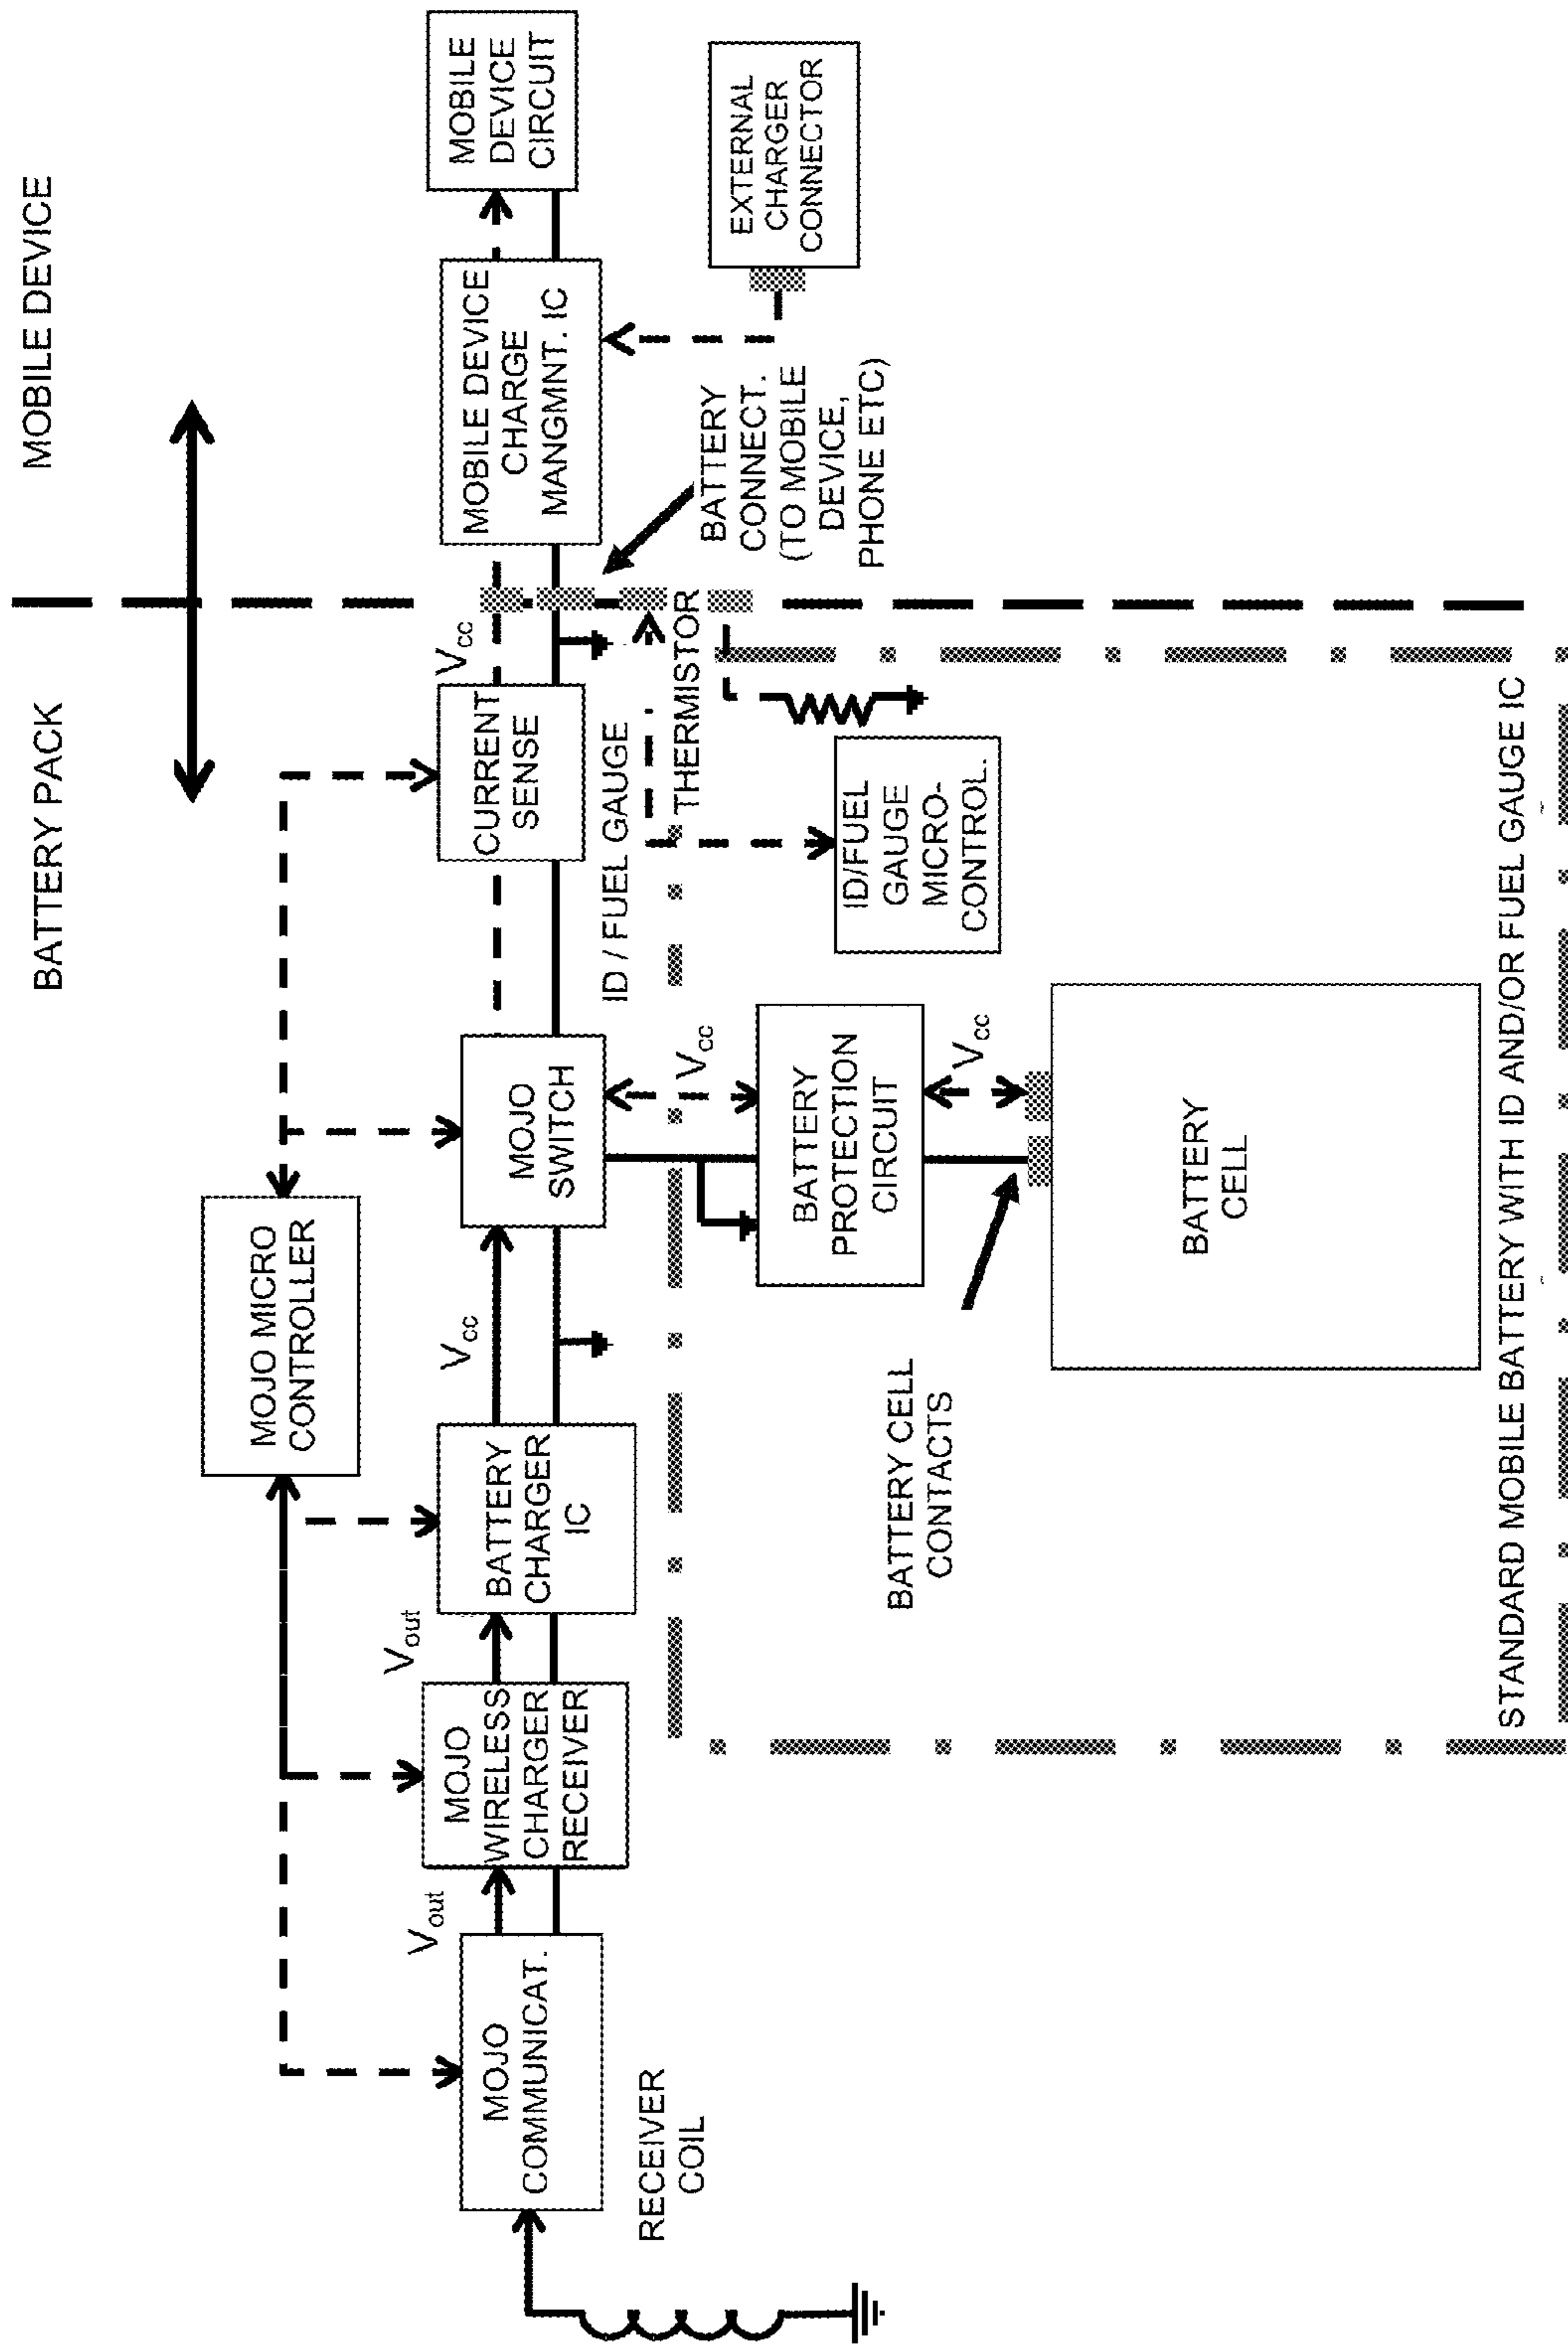 BATTERY PACK
MOBILE DEVICE
MOJO MICRO
CONTROLLER
Vout
Vout
Vcc
Vcc
MOJO
COMMUNICAT.
MOJO
WIRELESS
CHARGER
RECEIVER
BATTERY
CHARGER
IC
MOJO
SWITCH
CURRENT
SENSE
MOBILE DEVICE
CHARGE
MANGMNT. IC
MOBILE
DEVICE
CIRCUIT
RECEIVER
COIL
ID / FUEL GAUGE
THERMISTOR
Vcc
BATTERY
CONNECT.
(TO MOBILE
DEVICE,
PHONE ETC)
EXTERNAL
CHARGER
CONNECTOR
BATTERY
PROTECTION
CIRCUIT
ID/FUEL
GAUGE
MICRO-
CONTROL.
Vcc
BATTERY CELL
CONTACTS
BATTERY
CELL
STANDARD MOBILE BATTERY WITH ID AND/OR FUEL GAUGE IC